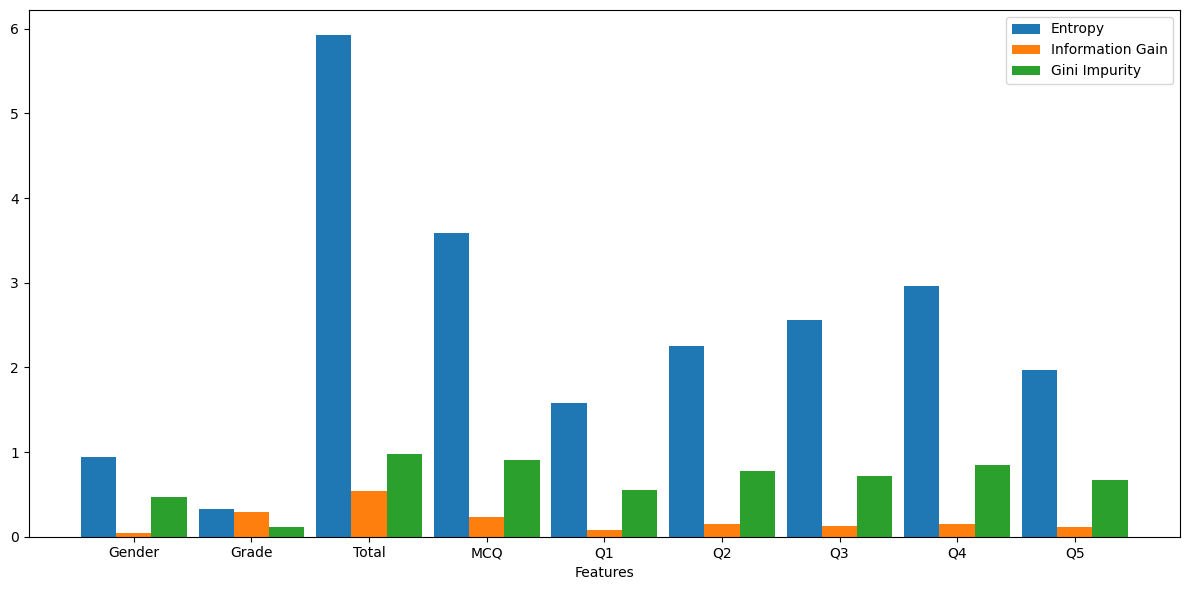 Entropy
Information Gain
Gini Impurity
6
5
4
3
2
1
0
Gender Grade Total MCQ Q1 Q2 Q3 Q4 Q5
Features